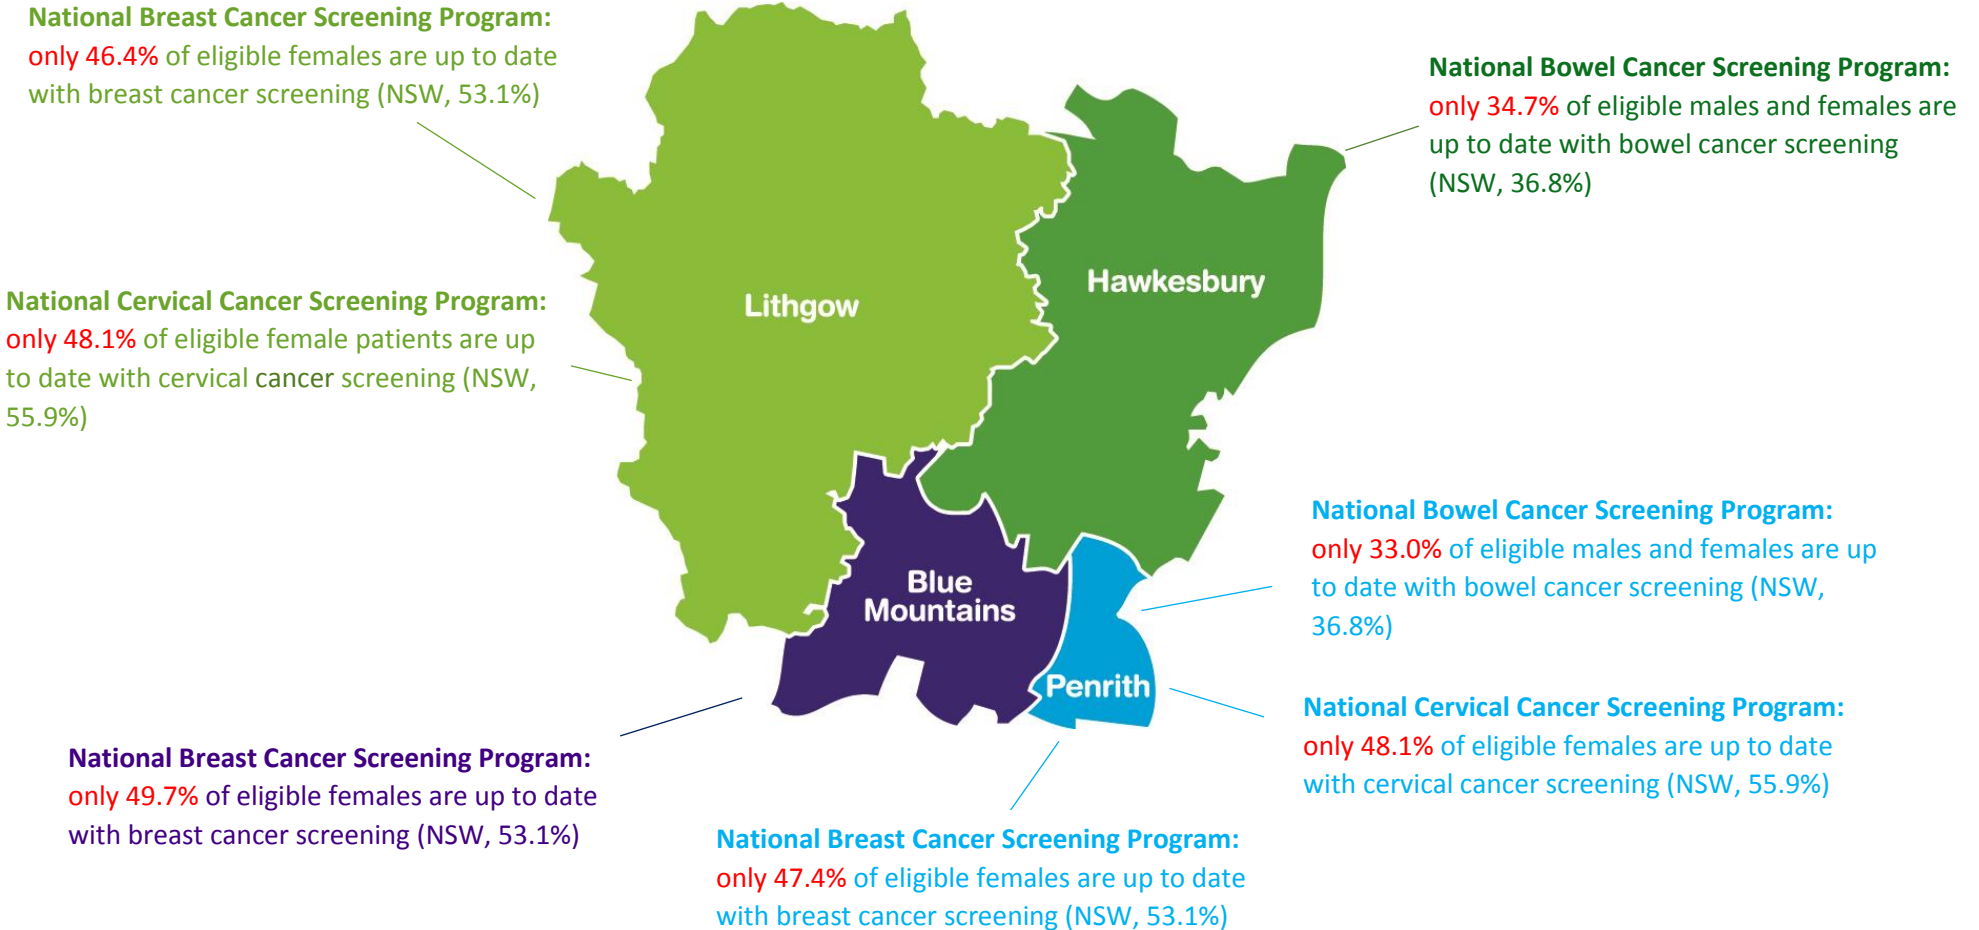 National Breast Cancer Screening Program:
only 46.4% of eligible females are up to date
with breast cancer screening (NSW, 53.1%)
National Bowel Cancer Screening Program:
only 34.7% of eligible males and females are
up to date with bowel cancer screening
(NSW, 36.8%)
National Cervical Cancer Screening Program:
only 48.1% of eligible female patients are up
to date with cervical cancer screening (NSW,
55.9%)
Lithgow
Hawkesbury
Blue
Mountains
Penrith
National Bowel Cancer Screening Program:
only 33.0% of eligible males and females are up
to date with bowel cancer screening (NSW,
36.8%)
National Cervical Cancer Screening Program:
only 48.1% of eligible females are up to date
with cervical cancer screening (NSW, 55.9%)
National Breast Cancer Screening Program:
only 49.7% of eligible females are up to date
with breast cancer screening (NSW, 53.1%)
National Breast Cancer Screening Program:
only 47.4% of eligible females are up to date
with breast cancer screening (NSW, 53.1%)